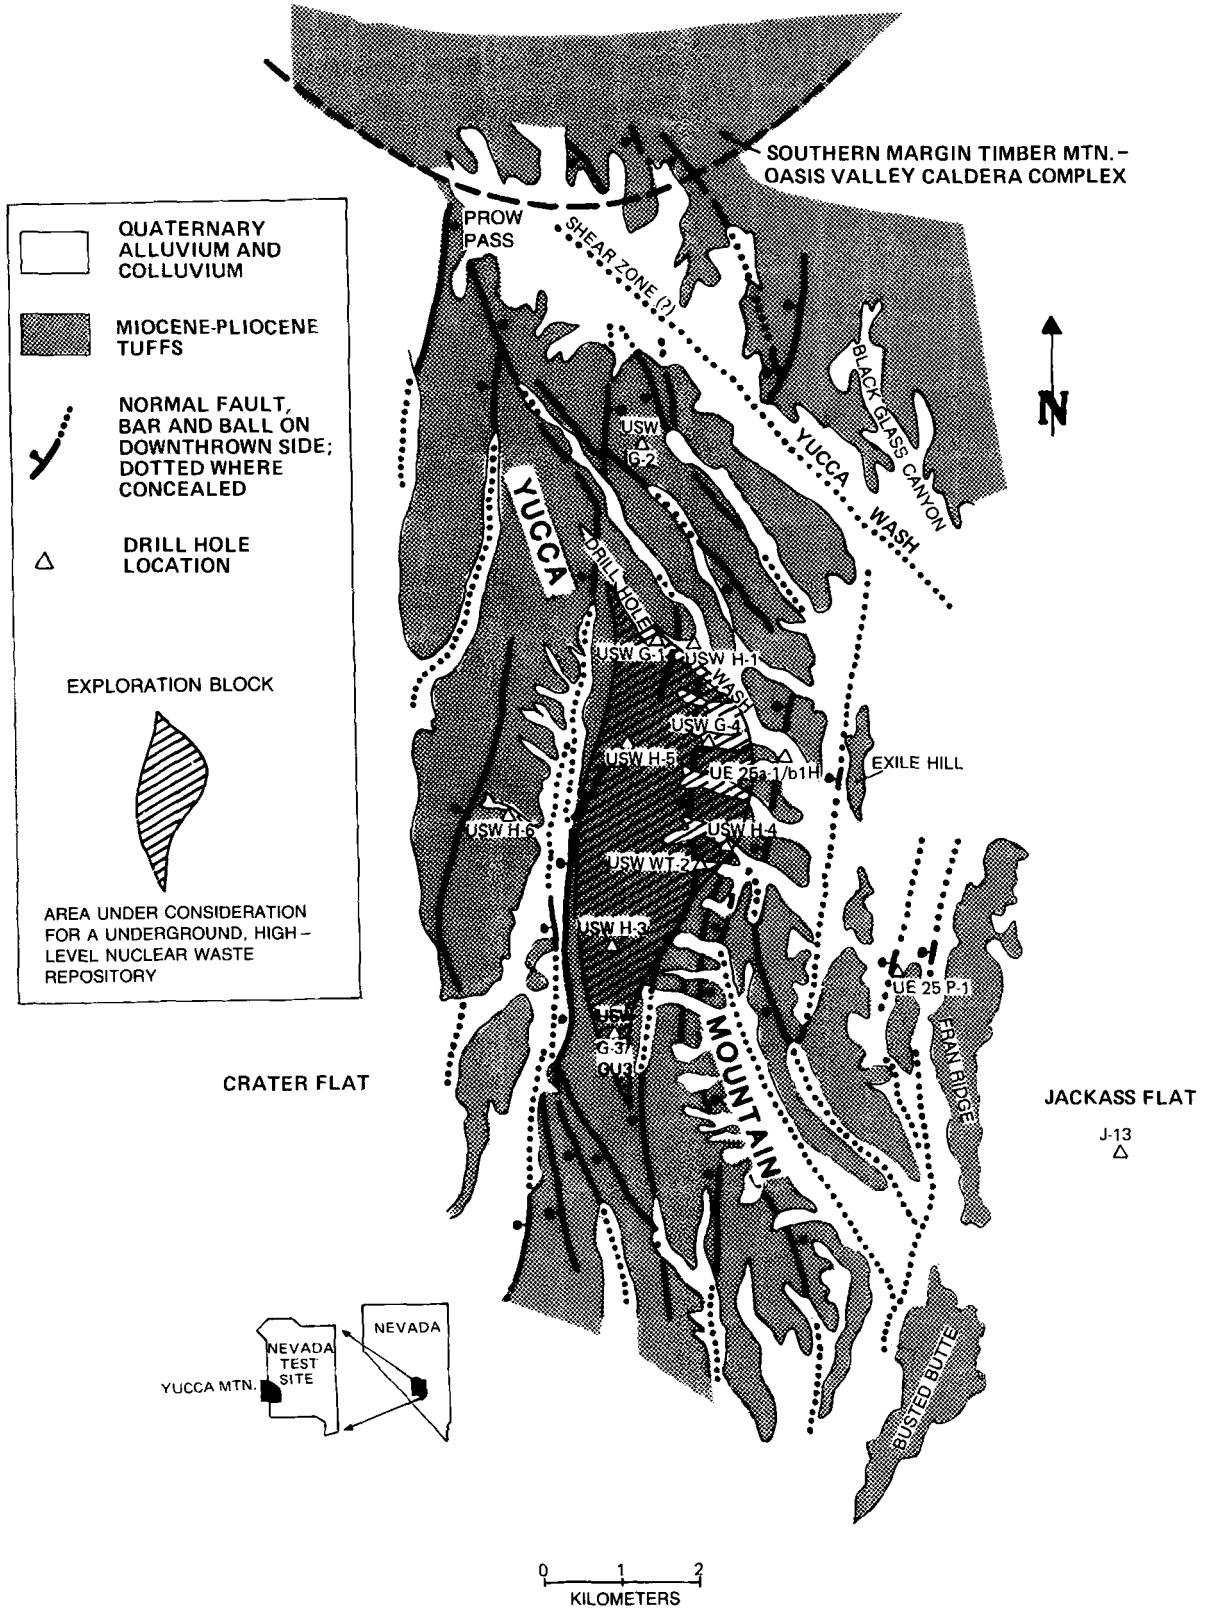 SOUTHERN MARGIN TIMBER MTN.–
OASIS VALLEY CALDERA COMPLEX
QUATERNARY
ALLUVIUM AND
COLLUVIUM
MIOCENE-PLIOCENE
TUFFS
NORMAL FAULT,
BAR AND BALL ON
DOWNTHROWN SIDE;
DOTTED WHERE
CONCEALED
DRILL HOLE
LOCATION
EXPLORATION BLOCK
AREA UNDER CONSIDERATION
FOR A UNDERGROUND, HIGH–
LEVEL NUCLEAR WASTE
REPOSITORY
PROW
PASS
SHEAR ZONE (?)
BLACK GLASS CANYON
N
YUCCA
WASH
USW
G-2
YUCCA
DRILL HOLE
WASH
USW G-1
USW H-1
USW G-4
USW H-5
UE 25a-1/b1H
EXILE HILL
USW H-6
USW H-4
USW WT-2
USW H-3
UE 25 P-1
USW
G-3/
GU3
MOUNTAIN
FRAN RIDGE
CRATER FLAT
JACKASS FLAT
J-13
NEVADA
NEVADA
TEST
SITE
YUCCA MTN.
BUSTED BUTTE
0 1 2
KILOMETERS